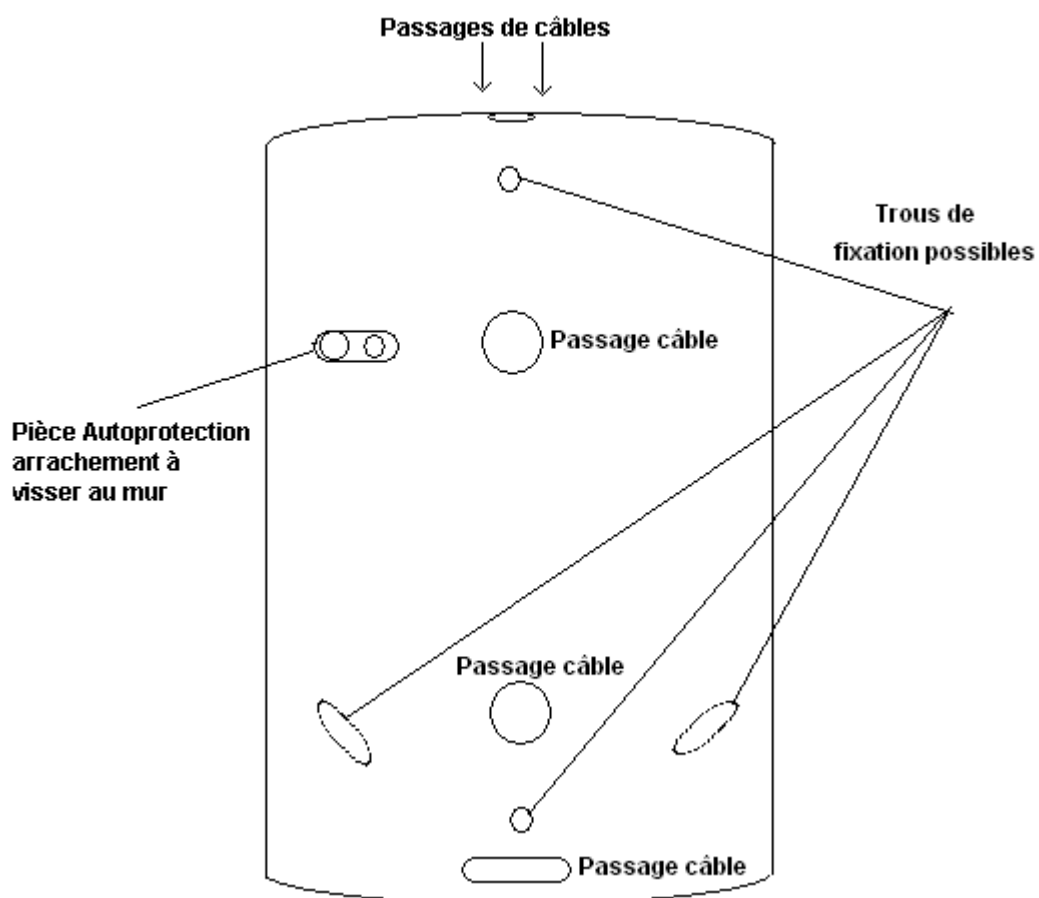 Passages de câbles
Trous de
fixation possibles
Passage câble
Pièce Autoprotection
arrachement à
visser au mur
Passage câble
Passage câble